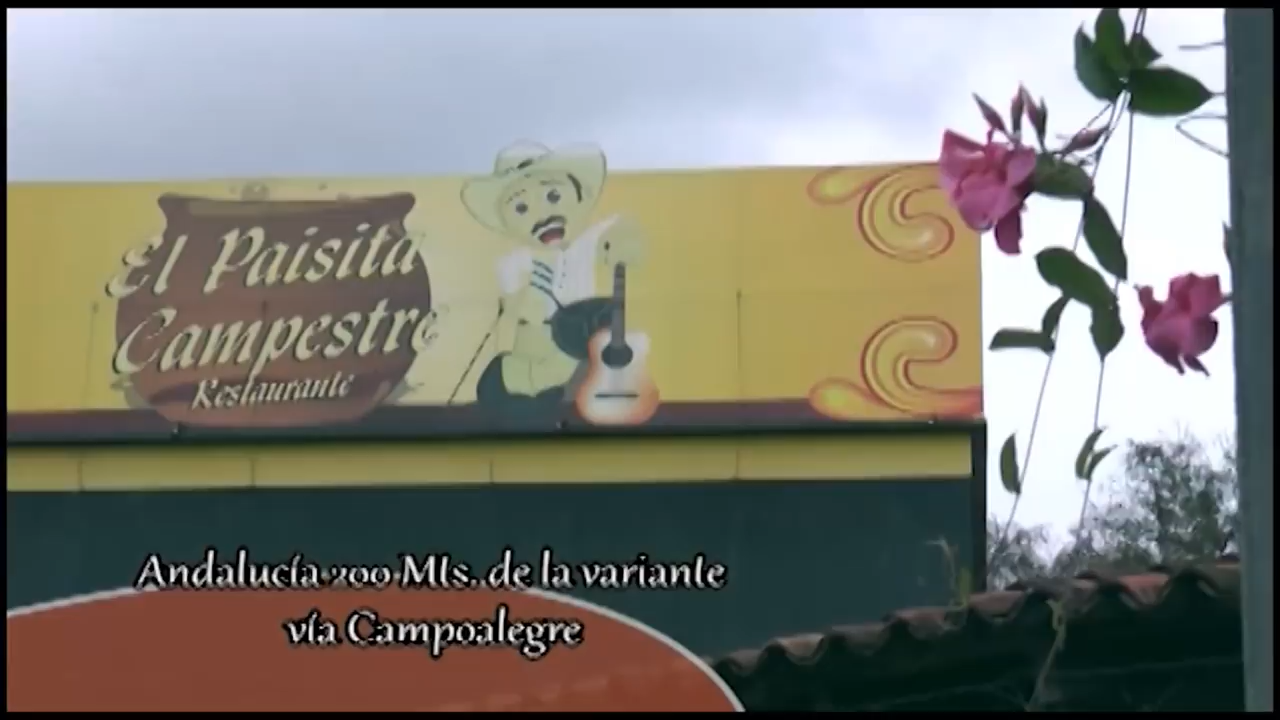 El Paisita
Campestre
Restaurante
Andalucía 200 Mts. de la variante
vía Campoalegre